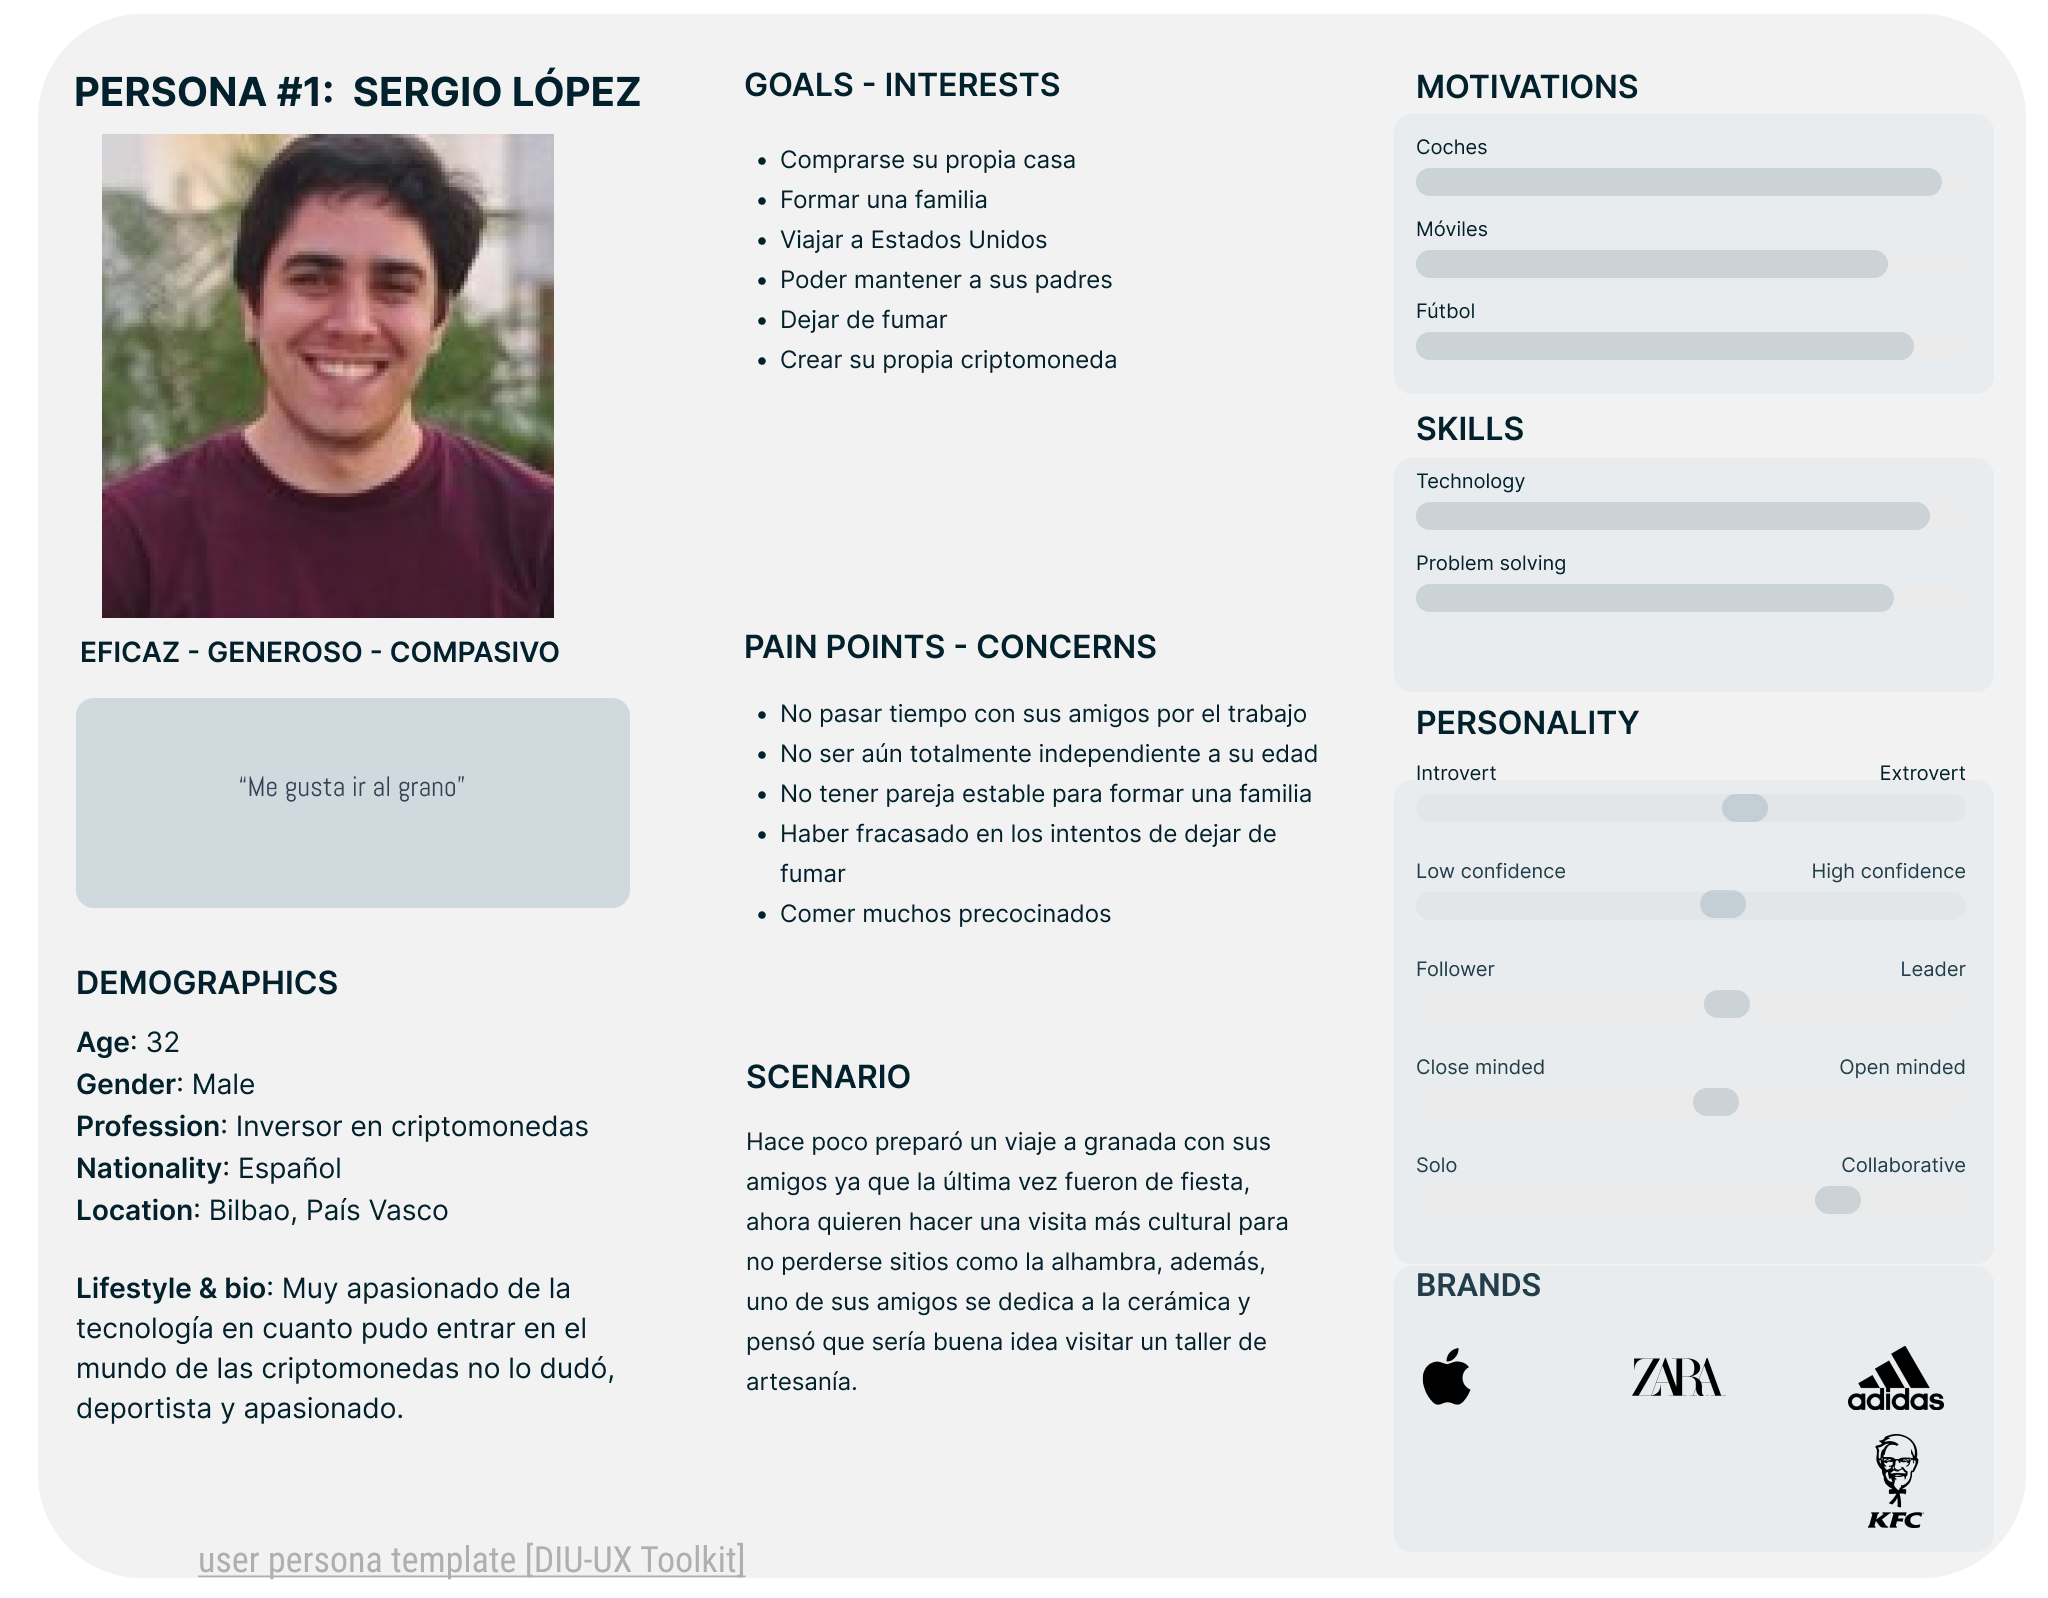 PERSONA #1: SERGIO LÓPEZ
EFICAZ - GENEROSO - COMPASIVO
“Me gusta ir al grano”
DEMOGRAPHICS
Age: 32
Gender: Male
Profession: Inversor en criptomonedas
Nationality: Español
Location: Bilbao, País Vasco
Lifestyle & bio: Muy apasionado de la
tecnología en cuanto pudo entrar en el
mundo de las criptomonedas no lo dudó,
deportista y apasionado.
GOALS - INTERESTS
• Comprarse su propia casa
• Formar una familia
• Viajar a Estados Unidos
• Poder mantener a sus padres
• Dejar de fumar
• Crear su propia criptomoneda
PAIN POINTS - CONCERNS
• No pasar tiempo con sus amigos por el trabajo
• No ser aún totalmente independiente a su edad
• No tener pareja estable para formar una familia
• Haber fracasado en los intentos de dejar de
fumar
• Comer muchos precocinados
SCENARIO
Hace poco preparó un viaje a granada con sus
amigos ya que la última vez fueron de fiesta,
ahora quieren hacer una visita más cultural para
no perderse sitios como la alhambra, además,
uno de sus amigos se dedica a la cerámica y
pensó que sería buena idea visitar un taller de
artesanía.
MOTIVATIONS
Coches
Móviles
Fútbol
SKILLS
Technology
Problem solving
PERSONALITY
Introvert Extrovert
Low confidence High confidence
Follower Leader
Close minded Open minded
Solo Collaborative
BRANDS
ZARA
adidas
KFC
user persona template [DIU-UX Toolkit]